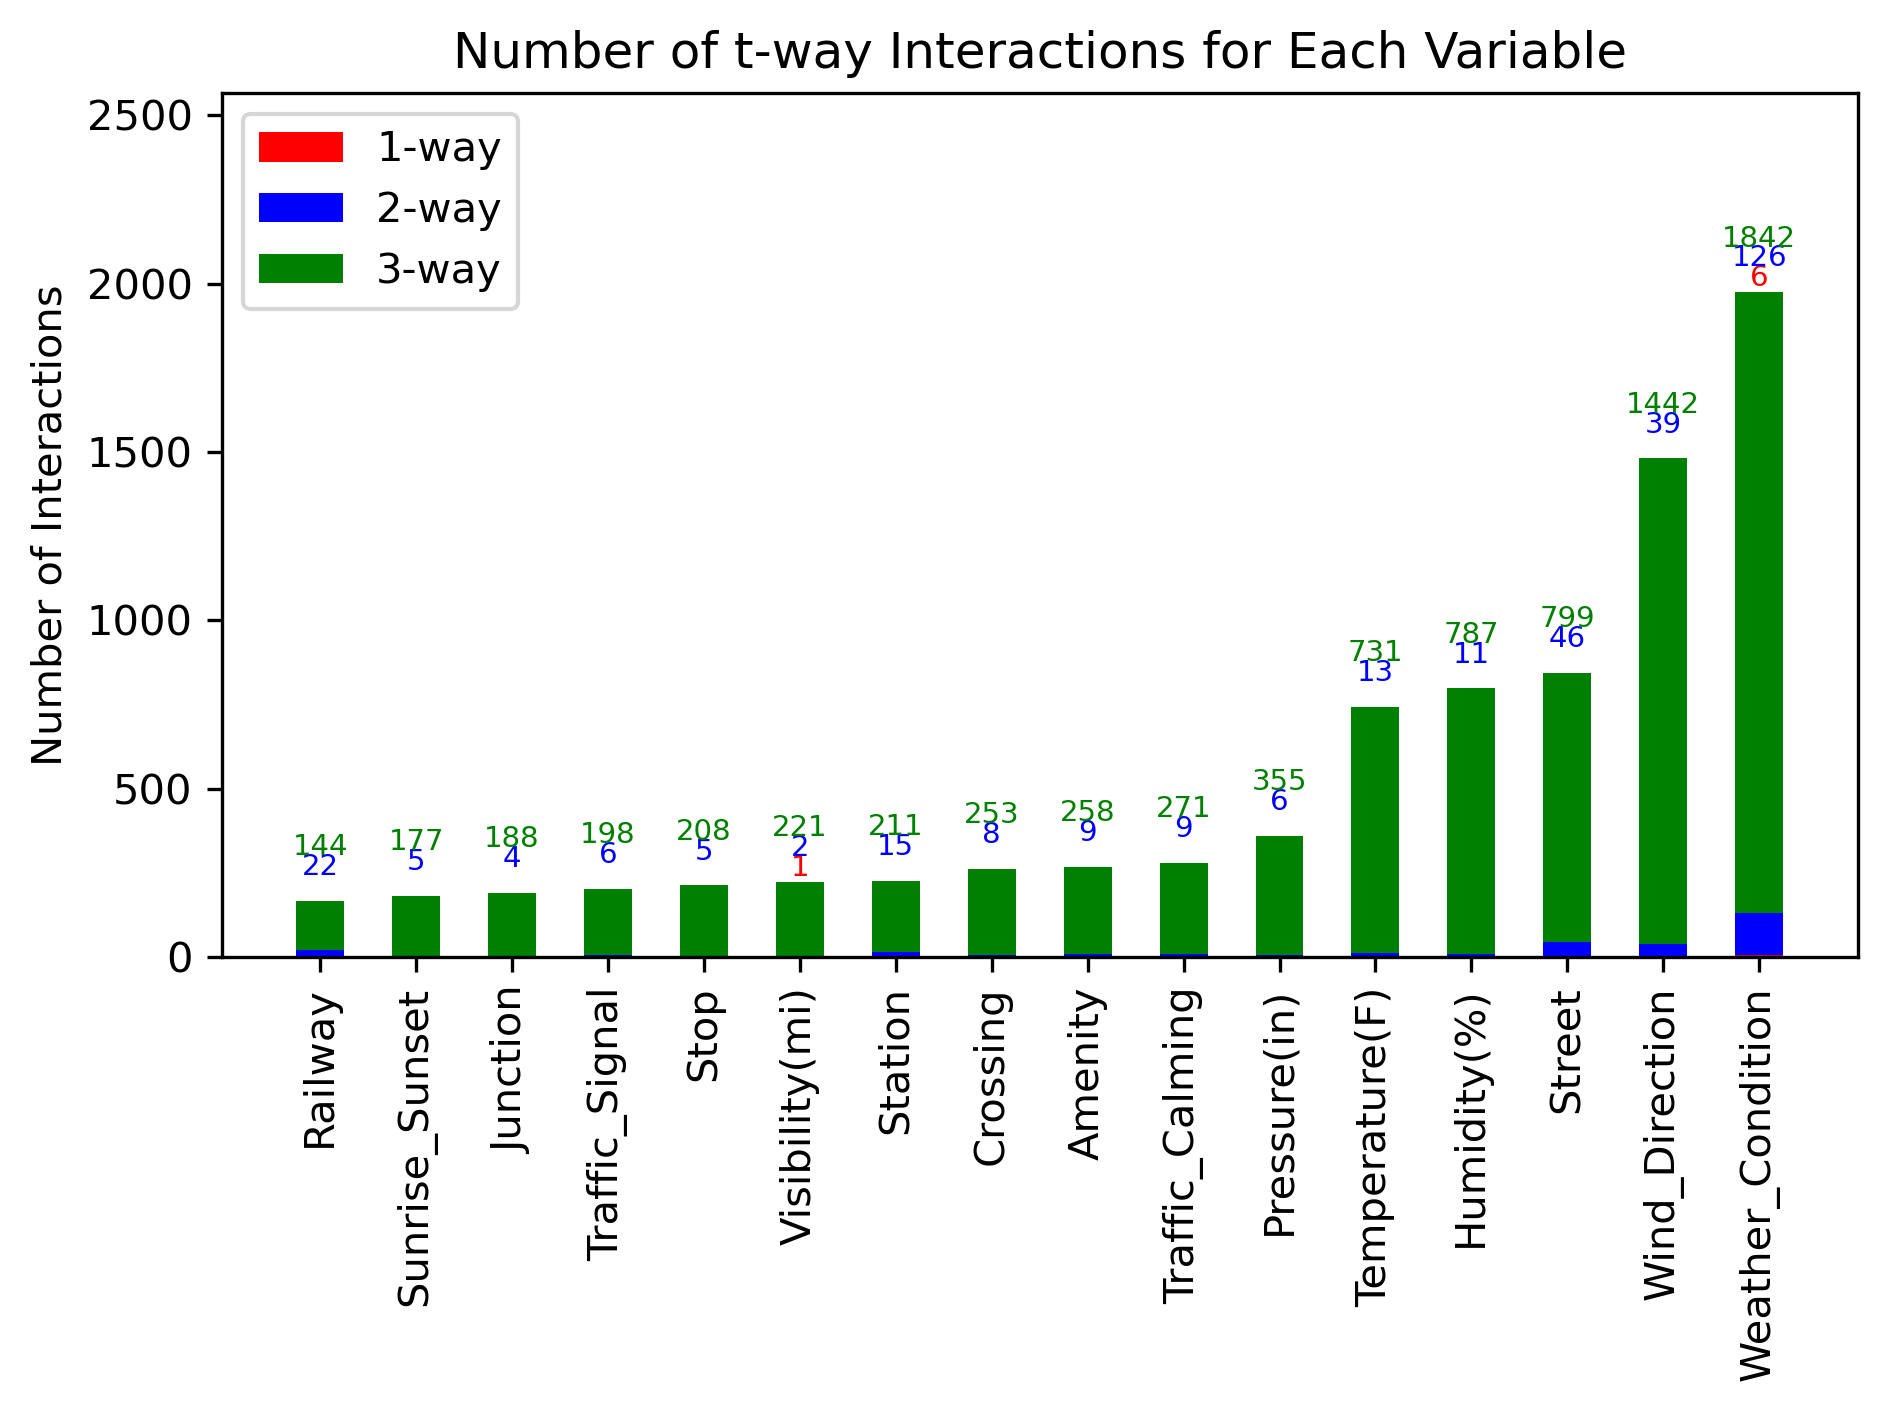 Number of t-way Interactions for Each Variable
Number of Interactions
2500
2000
1500
1000
500
0
1-way
2-way
3-way
144
22
177
5
188
4
198
6
208
5
221
2
1
211
15
253
8
258
9
271
9
355
6
731
13
787
11
799
46
1442
39
1842
126
6
Railway
Sunrise_Sunset
Junction
Traffic_Signal
Stop
Visibility(mi)
Station
Crossing
Amenity
Traffic_Calming
Pressure(in)
Temperature(F)
Humidity(%)
Street
Wind_Direction
Weather_Condition